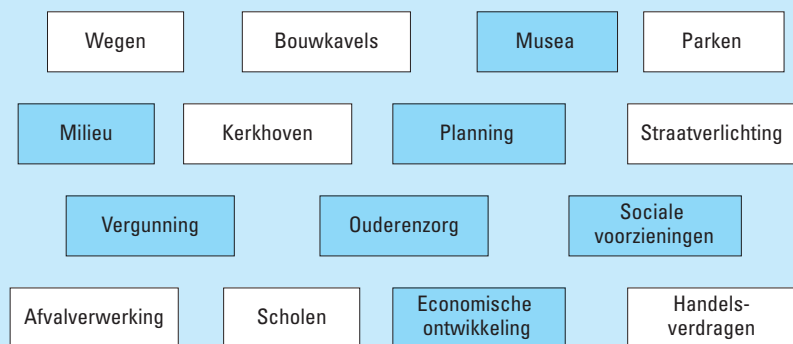 Wegen
Bouwkavels
Musea
Parken
Milieu
Kerkhoven
Planning
Straatverlichting
Vergunning
Ouderenzorg
Sociale
voorzieningen
Afvalverwerking
Scholen
Economische
ontwikkeling
Handels-
verdragen